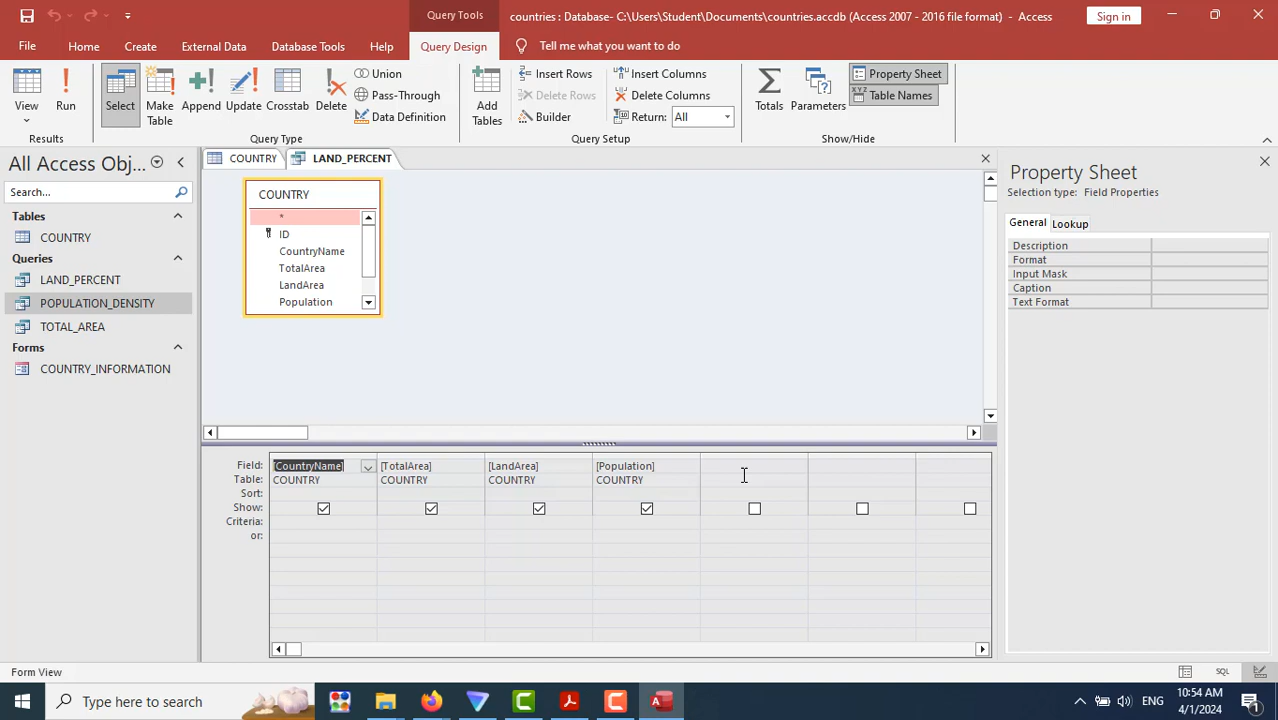 Query Tools
countries : Database- C:\Users\Student\Documents\countries.accdb (Access 2007 - 2016 file format) - Access
Sign in
File
Home
Create
External Data
Database Tools
Help
Query Design
Tell me what you want to do
View
Run
Results
Select
Make Table
Append
Update
Crosstab
Delete
Union
Pass-Through
Data Definition
Query Type
Add Tables
Insert Rows
Delete Rows
Builder
Insert Columns
Delete Columns
Return: All
Query Setup
Totals
Parameters
Property Sheet
XYZ Table Names
Show/Hide
All Access Obj...
Search...
Tables
COUNTRY
Queries
LAND_PERCENT
POPULATION_DENSITY
TOTAL_AREA
Forms
COUNTRY_INFORMATION
COUNTRY
LAND_PERCENT
COUNTRY
*
ID
CountryName
TotalArea
LandArea
Population
Field: [CountryName] [TotalArea] [LandArea] [Population]
Table: COUNTRY COUNTRY COUNTRY COUNTRY
Sort:
Show:
Criteria:
or:
Property Sheet
Selection type: Field Properties
General
Lookup
Description
Format
Input Mask
Caption
Text Format
Form View
SQL
Type here to search
ENG
10:54 AM
4/1/2024
1